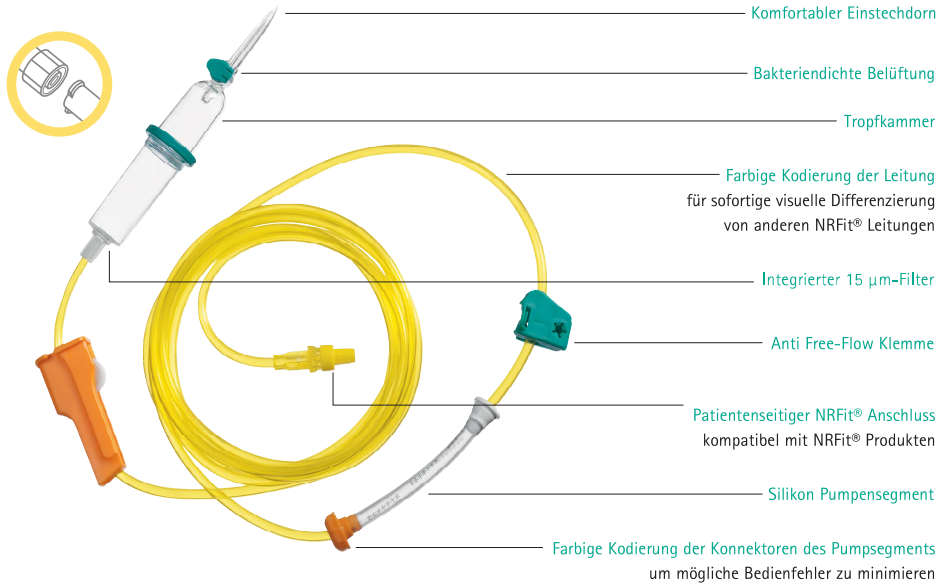 Komfortabler Einstechdorn
Bakteriendichte Belüftung
Tropfkammer
Farbige Kodierung der Leitung
für sofortige visuelle Differenzierung
von anderen NRFit® Leitungen
Integrierter 15 µm-Filter
Anti Free-Flow Klemme
Patientenseitiger NRFit® Anschluss
kompatibel mit NRFit® Produkten
Silikon Pumpensegment
Farbige Kodierung der Konnektoren des Pumpsegments
um mögliche Bedienfehler zu minimieren